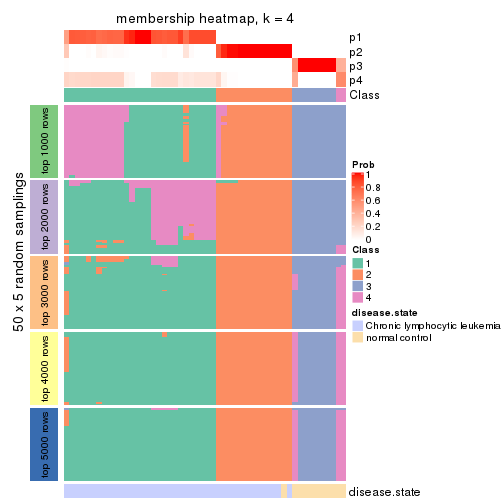 membership heatmap, k = 4
p1
p2
p3
p4
Class
50 x 5 random samplings
top 1000 rows
top 2000 rows
top 3000 rows
top 4000 rows
top 5000 rows
Prob
1
0.8
0.6
0.4
0.2
0
Class
1
2
3
4
disease.state
Chronic lymphocytic leukemia
normal control
disease.state